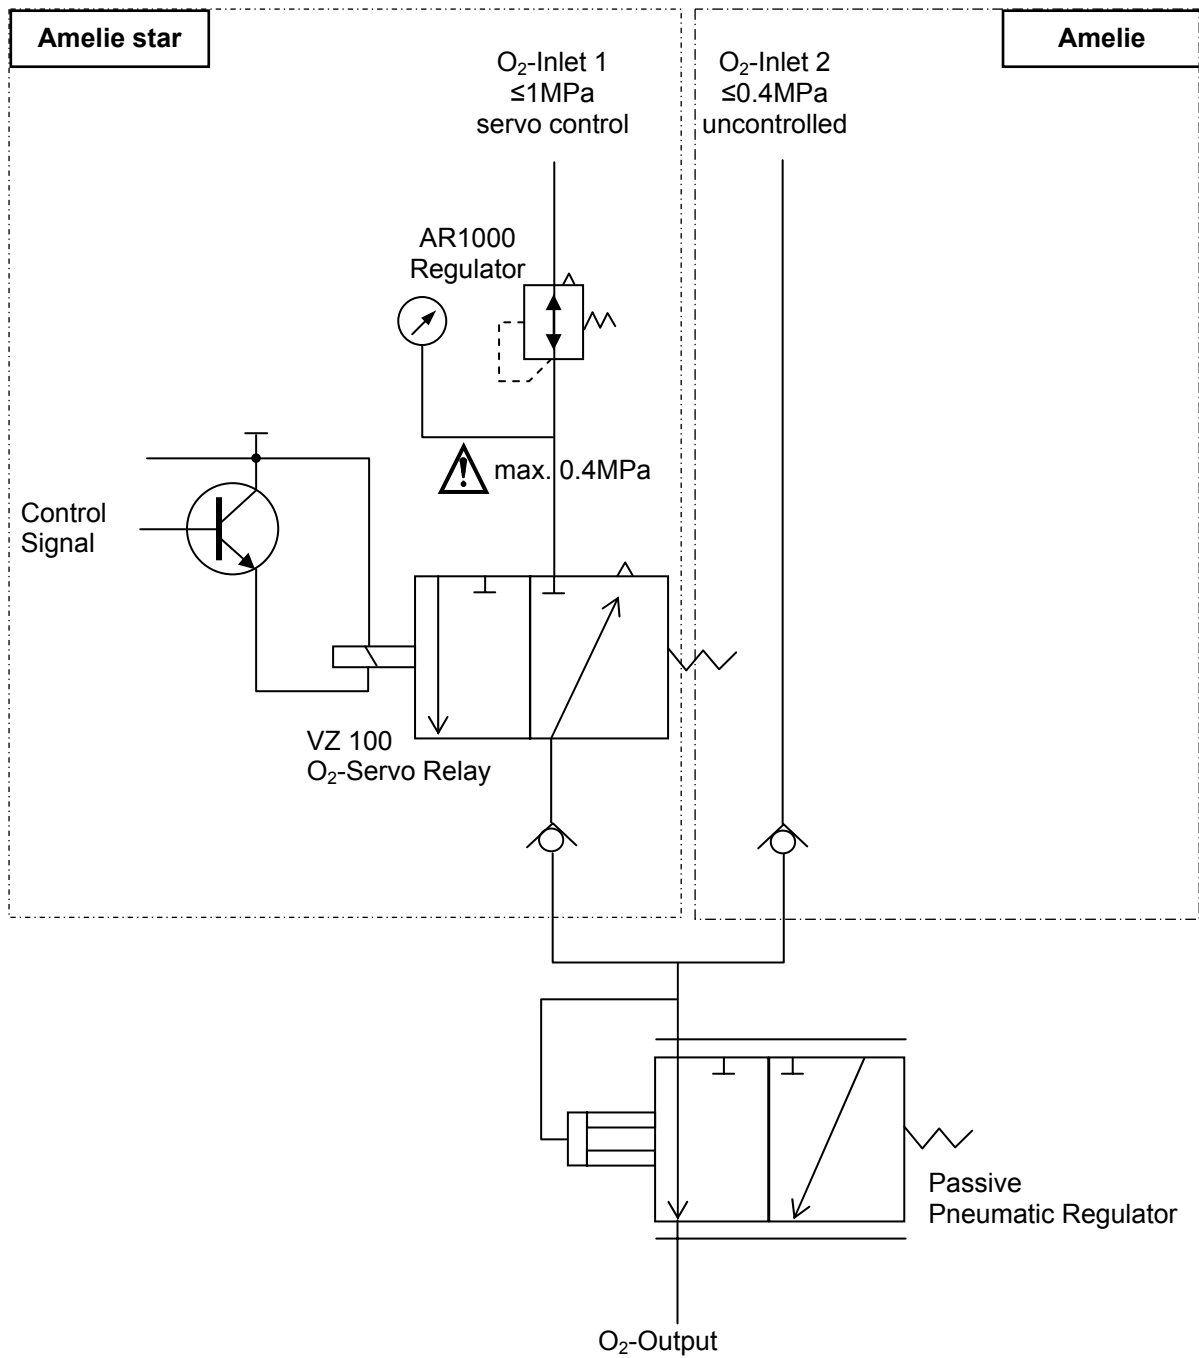 Amelie star
Amelie
O₂-Inlet 1
≤1MPa
servo control
O₂-Inlet 2
≤0.4MPa
uncontrolled
AR1000
Regulator
max. 0.4MPa
Control
Signal
VZ 100
O₂-Servo Relay
Passive
Pneumatic Regulator
O₂-Output